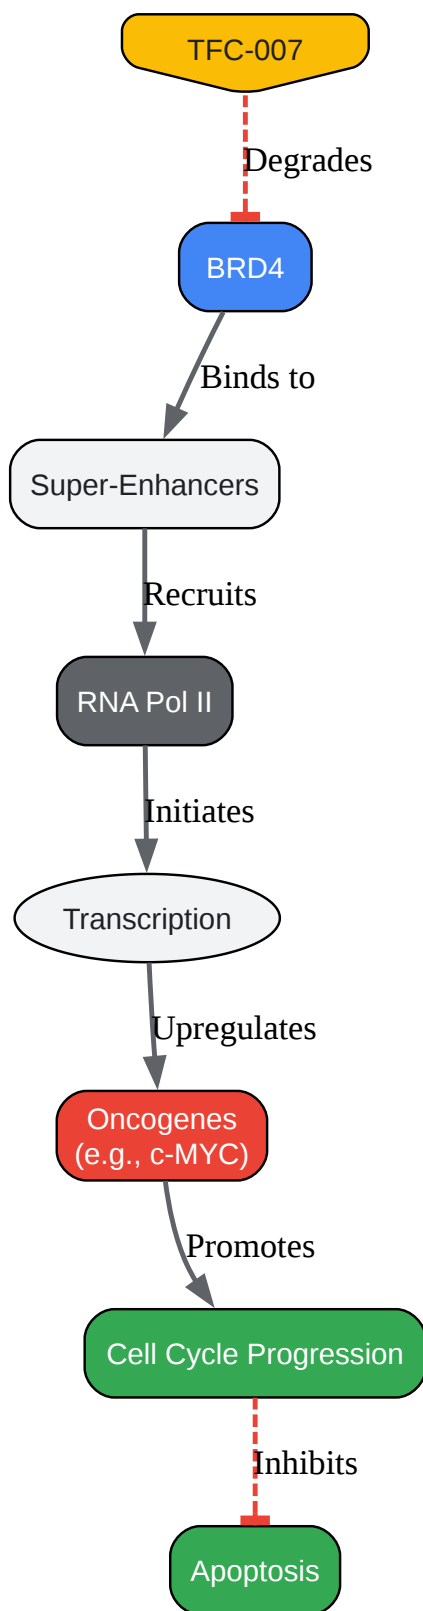 TFC-007
Degrades
BRD4
Binds to
Super-Enhancers
Recruits
RNA Pol II
Initiates
Transcription
Upregulates
Oncogenes
(e.g., c-MYC)
Promotes
Cell Cycle Progression
Inhibits
Apoptosis